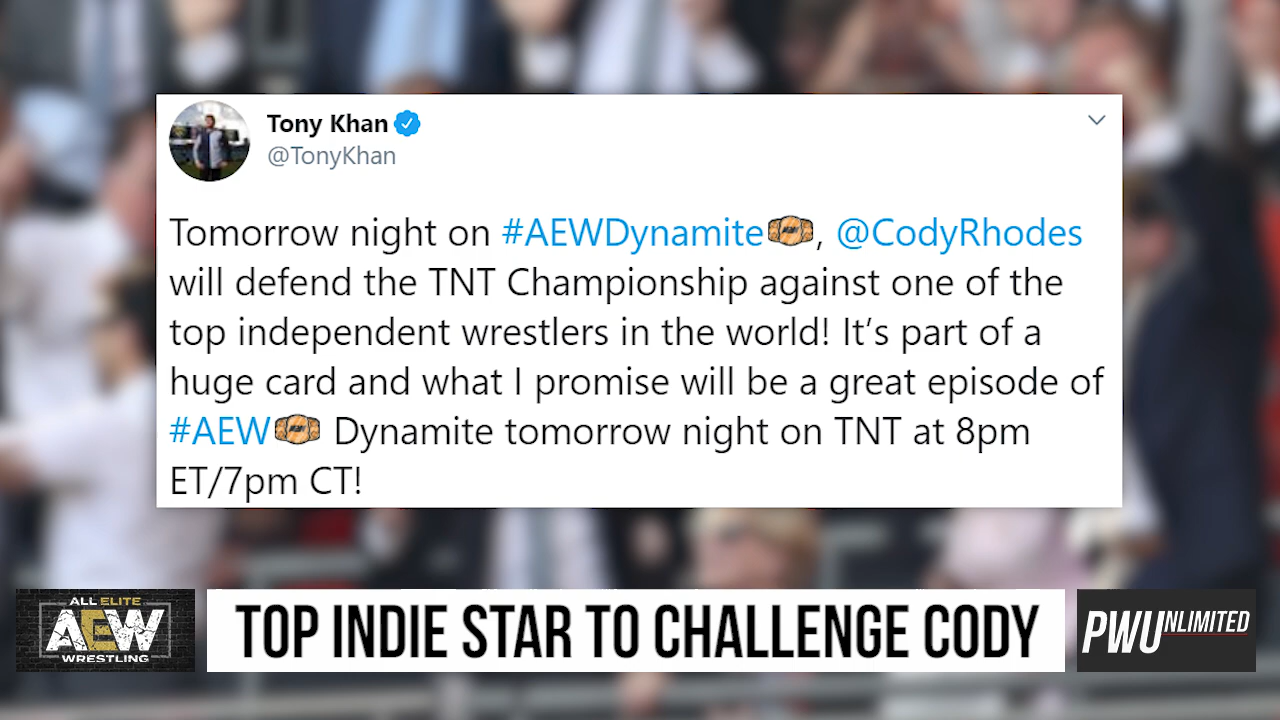 Tony Khan
@TonyKhan
Tomorrow night on #AEWDynamite, @CodyRhodes
will defend the TNT Championship against one of the
top independent wrestlers in the world! It’s part of a
huge card and what I promise will be a great episode of
#AEW Dynamite tomorrow night on TNT at 8pm
ET/7pm CT!
ALL ELITE
AEW
WRESTLING
TOP INDIE STAR TO CHALLENGE CODY
PWUNLIMITED